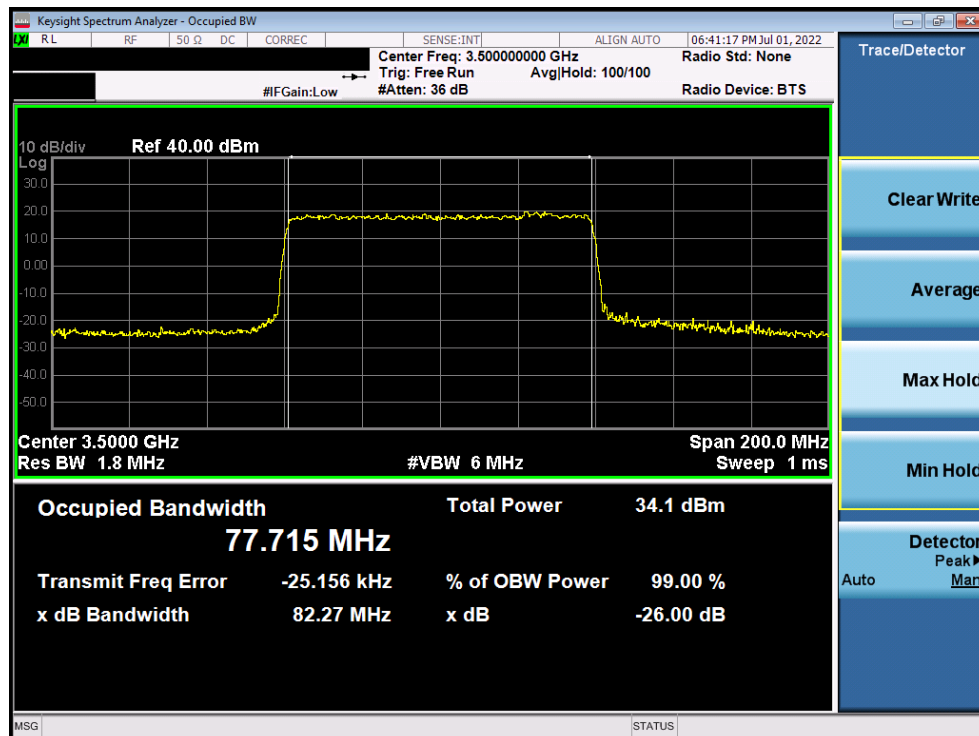 Keysight Spectrum Analyzer - Occupied BW
LXI RL RF 50 Ω DC CORREC SENSE:INT ALIGN AUTO 06:41:17 PM Jul 01, 2022
Center Freq: 3.500000000 GHz Radio Std: None
Trig: Free Run Avg|Hold: 100/100
#IFGain:Low #Atten: 36 dB Radio Device: BTS
Trace/Detector
10 dB/div Ref 40.00 dBm
Log
30.0
20.0
10.0
0.00
-10.0
-20.0
-30.0
-40.0
-50.0
Center 3.5000 GHz Span 200.0 MHz
Res BW 1.8 MHz #VBW 6 MHz Sweep 1 ms
Occupied Bandwidth Total Power 34.1 dBm
77.715 MHz
Transmit Freq Error -25.156 kHz % of OBW Power 99.00 %
x dB Bandwidth 82.27 MHz x dB -26.00 dB
Clear Write
Average
Max Hold
Min Hold
Detector
Peak▶
Auto Man
MSG STATUS